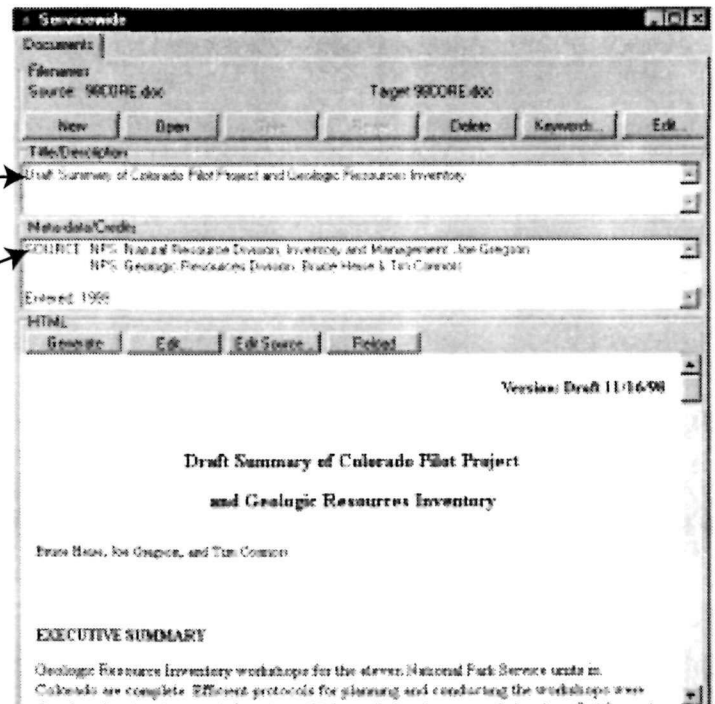 Servicewide
Documents
Filenames
Source: 98CORE.doc Target 98CORE.doc
New Open Delete Keywords... Edit...
Title/Description
Draft Summary of Colorado Pilot Project and Geologic Resources Inventory
Meta-data/Credits
SOURCE: NPS Natural Resource Division, Inventory and Management: Joe Gregson
NPS Geologic Resources Division: Bruce Heise & Tim Connors
Entered: 1998
HTML
Generate Edit... Edit Source... Reload
Version: Draft 11/16/98
Draft Summary of Colorado Pilot Project
and Geologic Resources Inventory
Bruce Heise, Joe Gregson, and Tim Connors
EXECUTIVE SUMMARY
Geologic Resource Inventory workshops for the eleven National Park Service units in
Colorado are complete. Efficient protocols for planning and conducting the workshops were